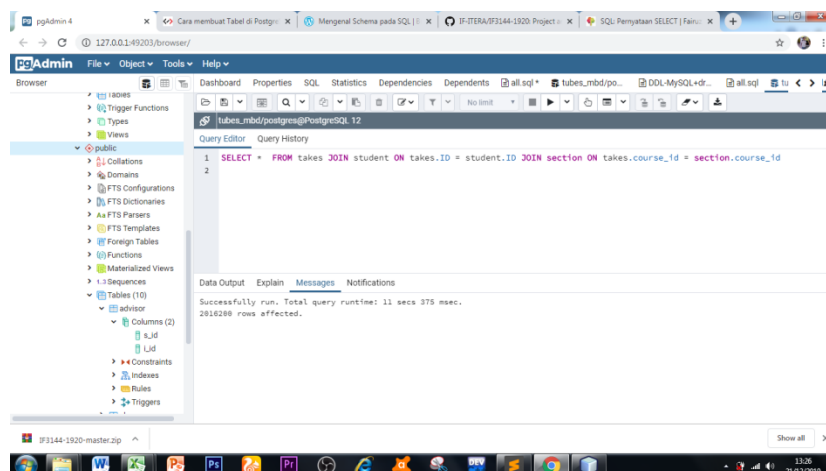 pgAdmin 4
Cara membuat Tabel di Postgre
Mengenal Schema pada SQL | B
IF-ITERA/IF3144-1920: Project a
SQL: Pernyataan SELECT | Fairuz
127.0.0.1:49203/browser/
pgAdmin File Object Tools Help
Browser
Dashboard Properties SQL Statistics Dependencies Dependents all.sql * tubes_mbd/po... DDL-MySQL+dr... all.sql tu
No limit
tubes_mbd/postgres@PostgreSQL 12
Query Editor Query History
1 SELECT * FROM takes JOIN student ON takes.ID = student.ID JOIN section ON takes.course_id = section.course_id
2
Tables
Trigger Functions
Types
Views
public
Collations
Domains
FTS Configurations
FTS Dictionaries
FTS Parsers
FTS Templates
Foreign Tables
Functions
Materialized Views
1..3 Sequences
Tables (10)
advisor
Columns (2)
s_id
i_id
Constraints
Indexes
Rules
Triggers
Data Output Explain Messages Notifications
Successfully run. Total query runtime: 11 secs 375 msec.
2016200 rows affected.
IF3144-1920-master.zip
Show all
13:26